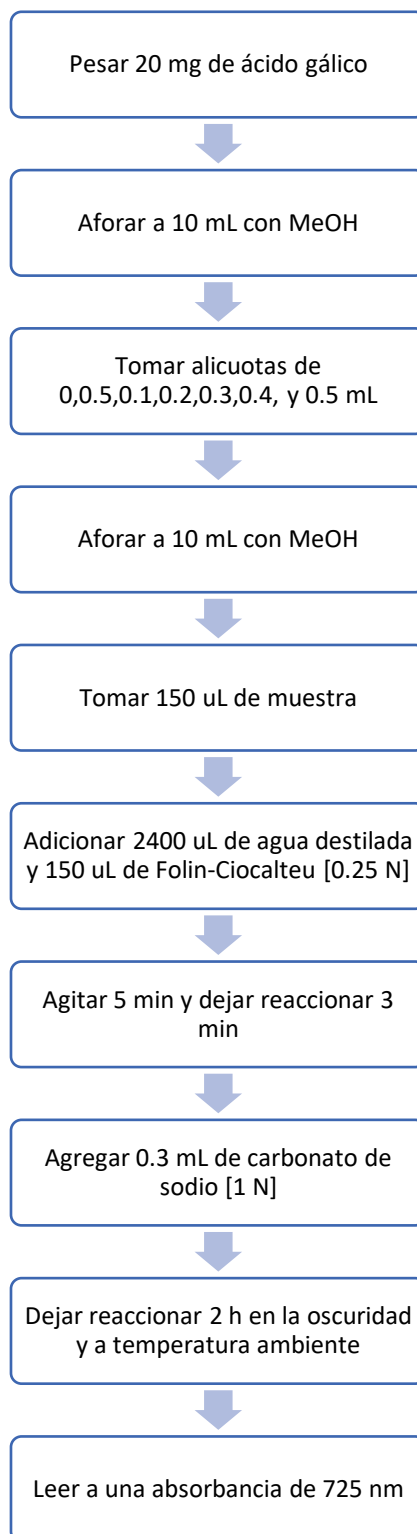 Pesar 20 mg de ácido gálico
Aforar a 10 mL con MeOH
Tomar alicuotas de
0,0.5,0.1,0.2,0.3,0.4, y 0.5 mL
Aforar a 10 mL con MeOH
Tomar 150 uL de muestra
Adicionar 2400 uL de agua destilada
y 150 uL de Folin-Ciocalteu [0.25 N]
Agitar 5 min y dejar reaccionar 3
min
Agregar 0.3 mL de carbonato de
sodio [1 N]
Dejar reaccionar 2 h en la oscuridad
y a temperatura ambiente
Leer a una absorbancia de 725 nm